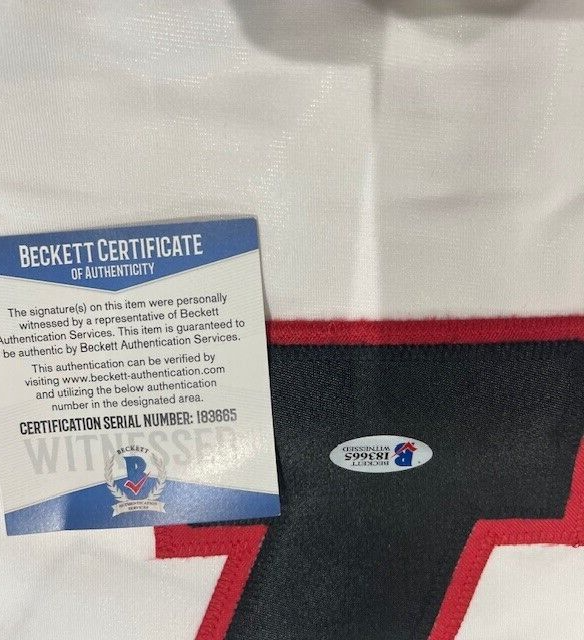 BECKETT CERTIFICATE
OF AUTHENTICITY
The signature(s) on this item were personally
witnessed by a representative of Beckett
Authentication Services. This item is guaranteed to
be authentic by Beckett Authentication Services.
This authentication can be verified by
visiting www.beckett-authentication.com
and utilizing the below authentication
number in the designated area.
CERTIFICATION SERIAL NUMBER: 183665
WITNESSED
BECKETT
B
AUTHENTICATION
SERVICES
BECKETT
WITNESSED
183665
B